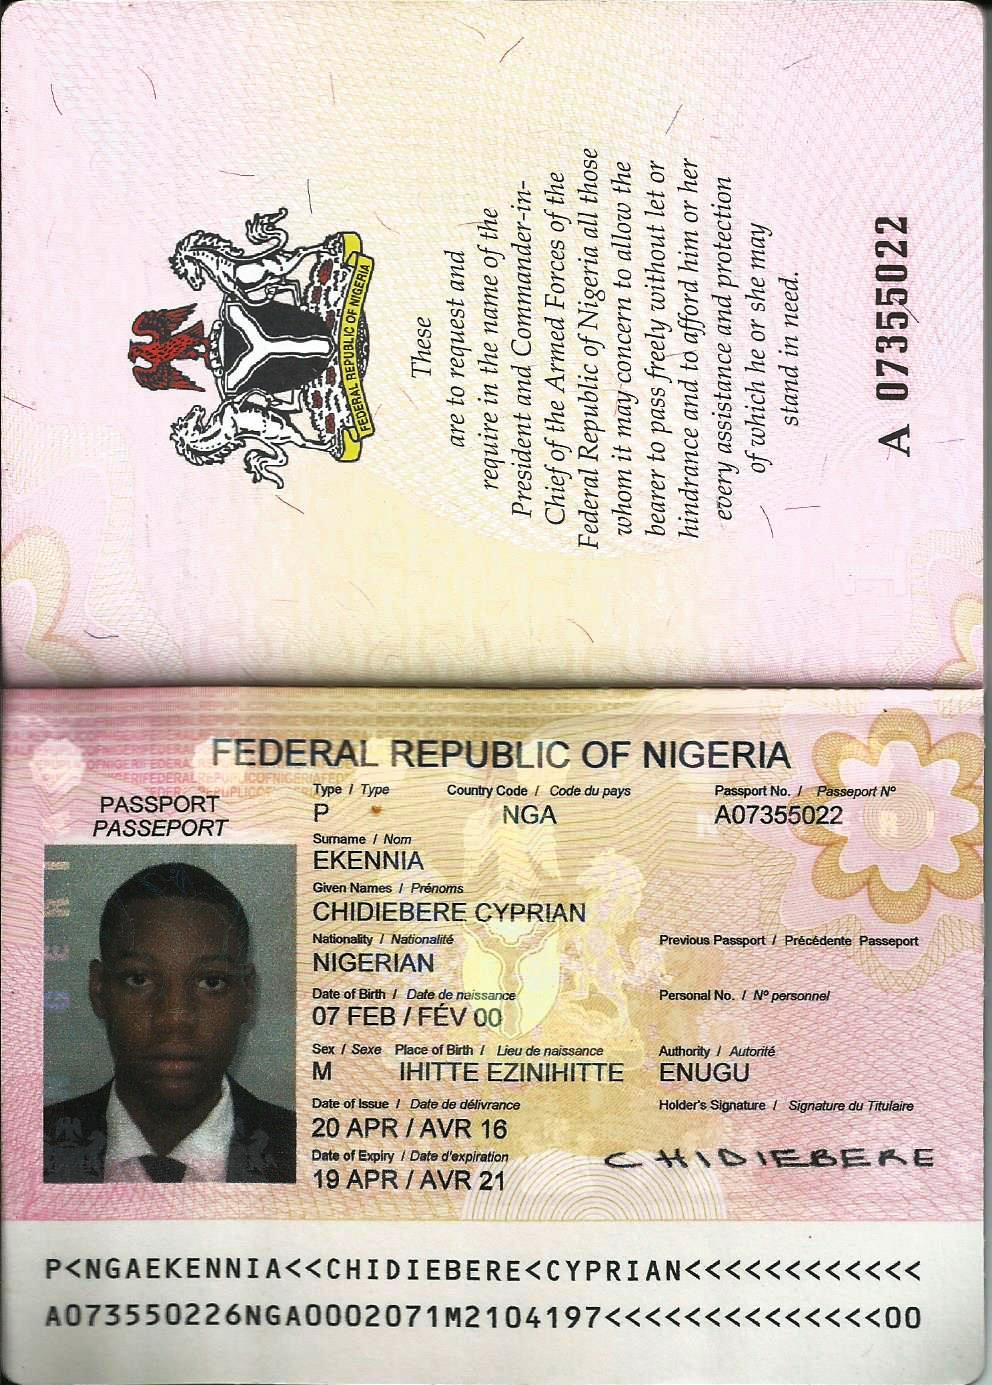 FEDERAL REPUBLIC OF NIGERIA
These
are to request and
require in the name of the
President and Commander-in-
Chief of the Armed Forces of the
Federal Republic of Nigeria all those
whom it may concern to allow the
bearer to pass freely without let or
hindrance and to afford him or her
every assistance and protection
of which he or she may
stand in need.
A 07355022
FEDERAL REPUBLIC OF NIGERIA
PASSPORT
PASSEPORT
Type / Type Country Code / Code du pays Passport No. / Passeport Nº
P NGA A07355022
Surname / Nom
EKENNIA
Given Names / Prénoms
CHIDIEBERE CYPRIAN
Nationality / Nationalité Previous Passport / Précédente Passeport
NIGERIAN
Date of Birth / Date de naissance Personal No. / Nº personnel
07 FEB / FÉV 00
Sex / Sexe Place of Birth / Lieu de naissance Authority / Autorité
M IHITTE EZINIHITTE ENUGU
Date of Issue / Date de délivrance Holder's Signature / Signature du Titulaire
20 APR / AVR 16
Date of Expiry / Date d'expiration
CHIDIEBERE
19 APR / AVR 21
P<NGAEKENNIA<<CHIDIEBERE<CYPRIAN<<<<<<<<<<<<
A073550226NGA0002071M2104197<<<<<<<<<<<<<<00